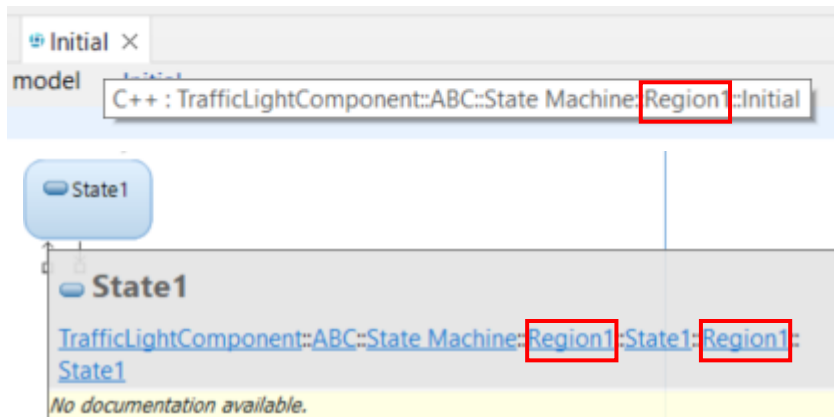 Initial ×
model Initial
C++ : TrafficLightComponent::ABC::State Machine::Region1::Initial
State1
State1
TrafficLightComponent::ABC::State Machine::Region1::State1::Region1::
State1
No documentation available.